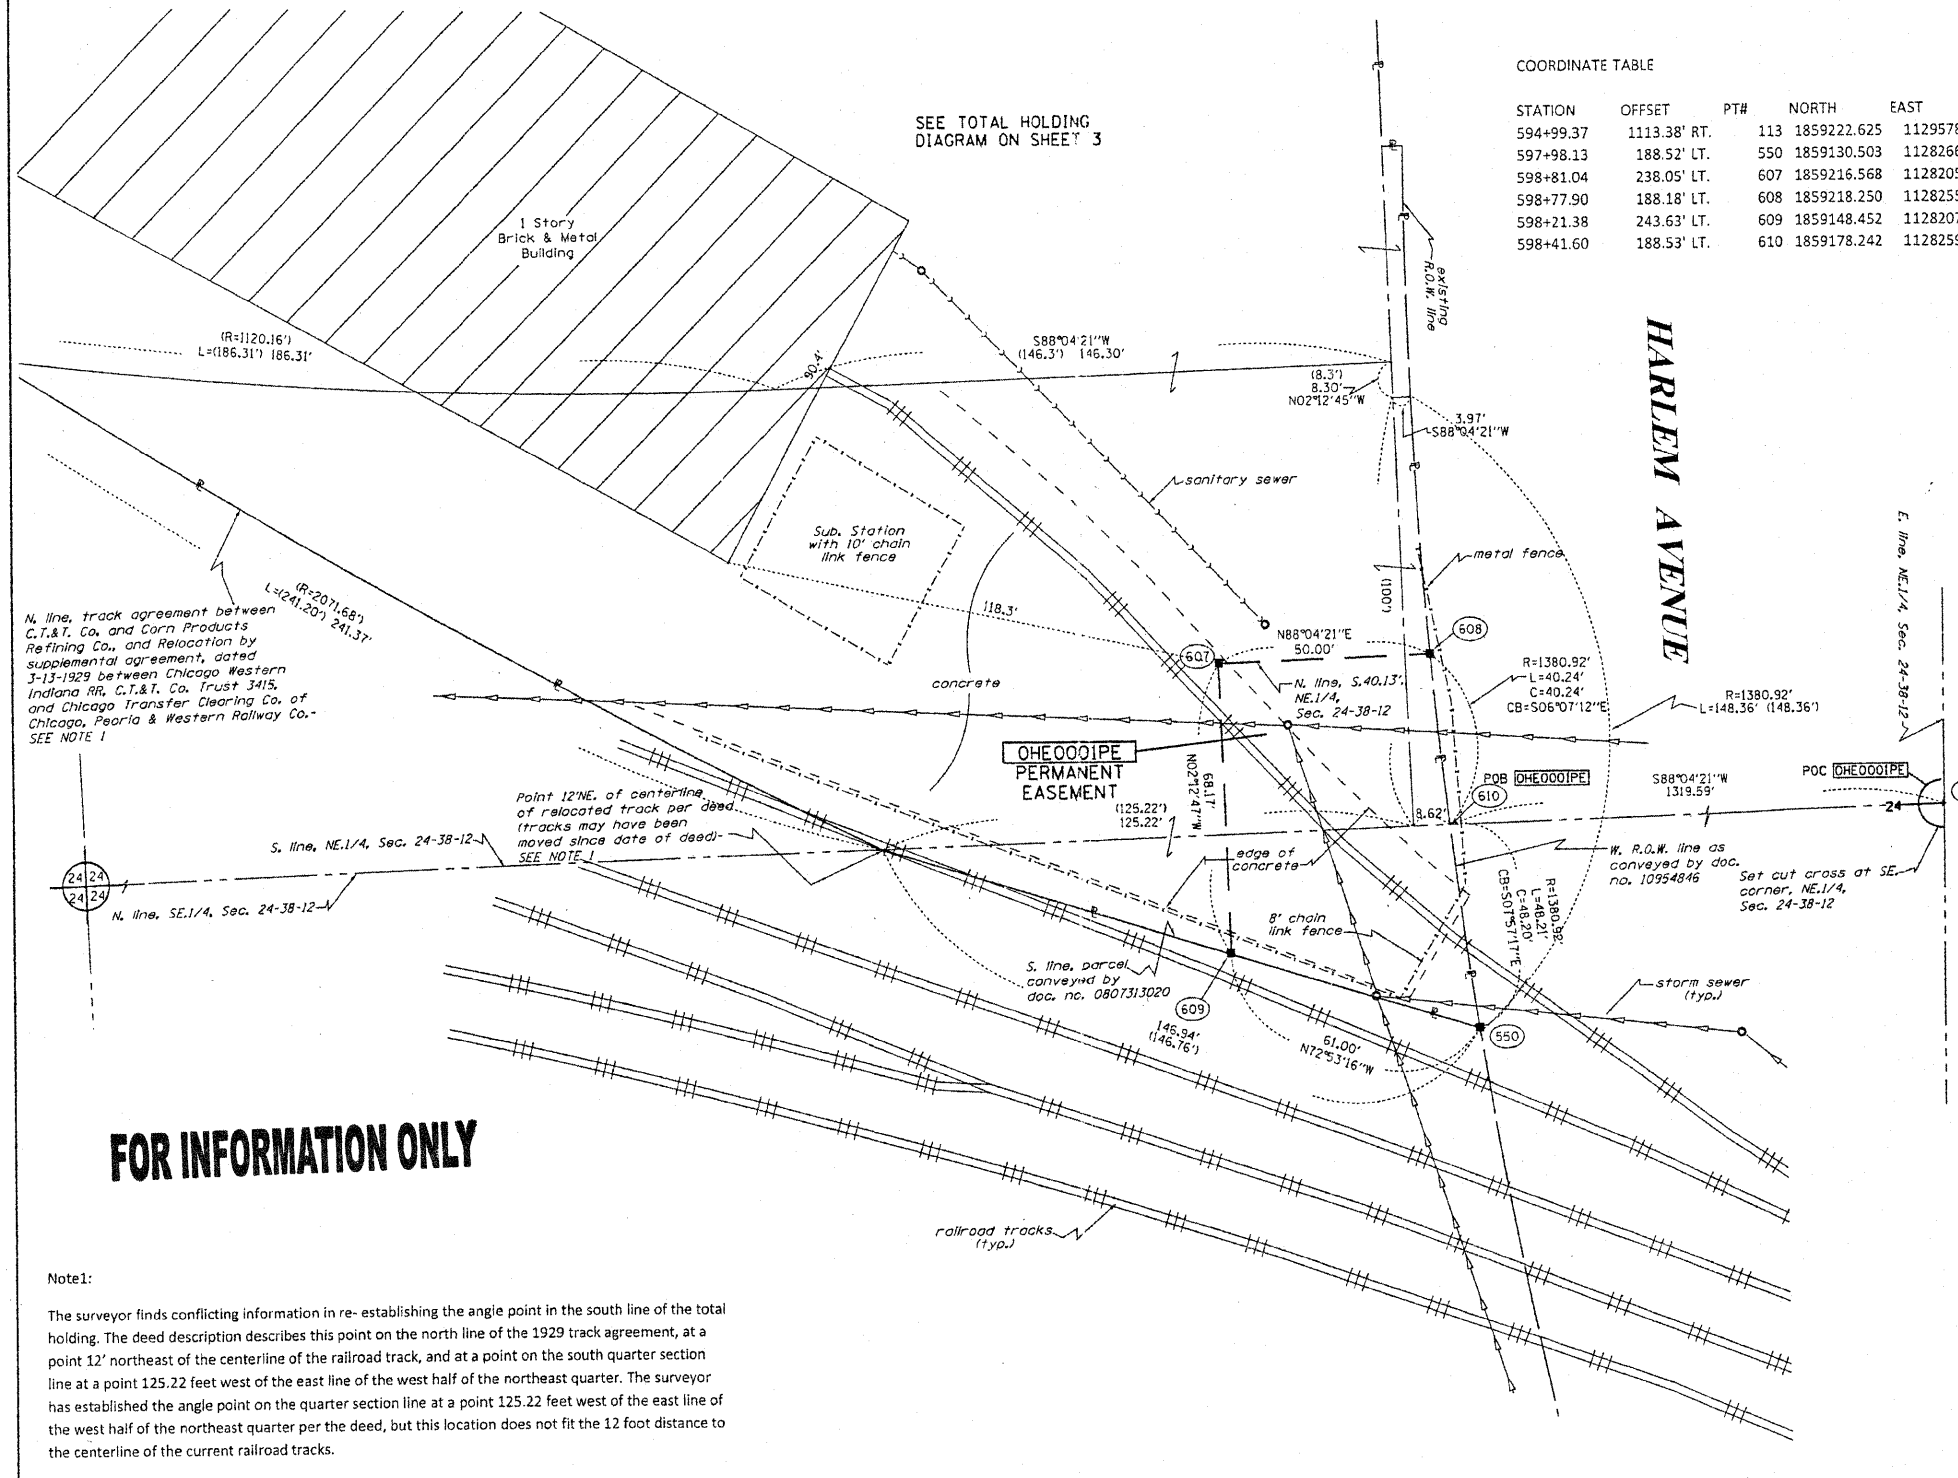 COORDINATE TABLE
STATION OFFSET PT# NORTH EAST
594+99.37 1113.38' RT. 113 1859222.625 1129578
597+98.13 188.52' LT. 550 1859130.503 1128266
598+81.04 238.05' LT. 607 1859216.568 1128205
598+77.90 188.18' LT. 608 1859218.250 1128255
598+21.38 243.63' LT. 609 1859148.452 1128207
598+41.60 188.53' LT. 610 1859178.242 1128259
SEE TOTAL HOLDING
DIAGRAM ON SHEET 3
1 Story
Brick & Metal
Building
existing
R.O.W. line
HARLEM AVENUE
(R=1120.16')
L=(186.31') 186.31'
90.4'
S88°04'21"W
(146.3') 146.30'
(8.3')
8.30'
N02°12'45"W
3.97'
S88°04'21"W
sanitary sewer
Sub. Station
with 10' chain
link fence
metal fence
(100')
E. line, NE.1/4, Sec. 24-38-12
(R=2071.68')
L=(241.20') 241.37'
N. line, track agreement between
C.T.&T. Co. and Corn Products
Refining Co., and Relocation by
supplemental agreement, dated
3-13-1929 between Chicago Western
Indiana RR, C.T.&T. Co. Trust 3415,
and Chicago Transfer Clearing Co. of
Chicago, Peoria & Western Railway Co.-
SEE NOTE 1
118.3'
607
N88°04'21"E
50.00'
608
R=1380.92'
L=40.24'
C=40.24'
CB=S06°07'12"E
concrete
N. line, S.40.13',
NE.1/4,
Sec. 24-38-12
R=1380.92'
L=148.36' (148.36')
0HE0001PE
PERMANENT
EASEMENT
68.17'
N02°12'47"W
POB 0HE0001PE
610
S88°04'21"W
1319.59'
POC 0HE0001PE
24
Point 12'NE. of centerline
of relocated track per deed
(tracks may have been
moved since date of deed)-
SEE NOTE 1
(125.22')
125.22'
8.62'
S. line, NE.1/4, Sec. 24-38-12
edge of
concrete
W. R.O.W. line as
conveyed by doc.
no. 10954846
Set cut cross at SE.
corner, NE.1/4,
Sec. 24-38-12
24 24
24 24
N. line, SE.1/4, Sec. 24-38-12
8' chain
link fence
R=1380.92'
L=48.21'
C=48.20'
CB=S07°57'17"E
S. line, parcel
conveyed by
doc. no. 0807313020
609
146.94'
(146.76')
61.00'
N72°53'16"W
550
storm sewer
(typ.)
FOR INFORMATION ONLY
railroad tracks
(typ.)
Note1:
The surveyor finds conflicting information in re- establishing the angle point in the south line of the total
holding. The deed description describes this point on the north line of the 1929 track agreement, at a
point 12' northeast of the centerline of the railroad track, and at a point on the south quarter section
line at a point 125.22 feet west of the east line of the west half of the northeast quarter. The surveyor
has established the angle point on the quarter section line at a point 125.22 feet west of the east line of
the west half of the northeast quarter per the deed, but this location does not fit the 12 foot distance to
the centerline of the current railroad tracks.